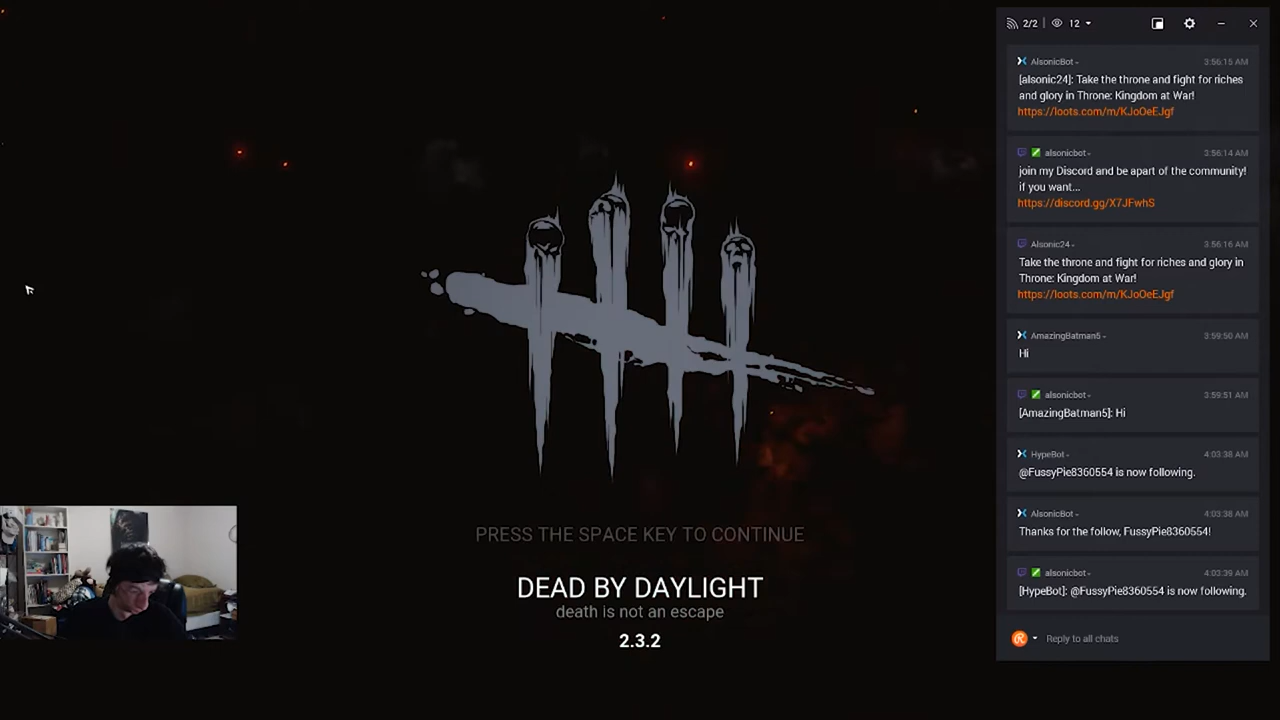 2/2 | 12
AlsonicBot
3:56:15 AM
[alsonic24]: Take the throne and fight for riches
and glory in Throne: Kingdom at War!
https://loots.com/m/KJoOeEJgf
alsonicbot
3:56:14 AM
join my Discord and be apart of the community!
if you want...
https://discord.gg/X7JFwhS
Alsonic24
3:56:16 AM
Take the throne and fight for riches and glory in
Throne: Kingdom at War!
https://loots.com/m/KJoOeEJgf
AmazingBatman5
3:59:50 AM
Hi
alsonicbot
3:59:51 AM
[AmazingBatman5]: Hi
HypeBot
4:03:38 AM
@FussyPie8360554 is now following.
AlsonicBot
4:03:38 AM
Thanks for the follow, FussyPie8360554!
alsonicbot
4:03:39 AM
[HypeBot]: @FussyPie8360554 is now following.
Reply to all chats
PRESS THE SPACE KEY TO CONTINUE
DEAD BY DAYLIGHT
death is not an escape
2.3.2